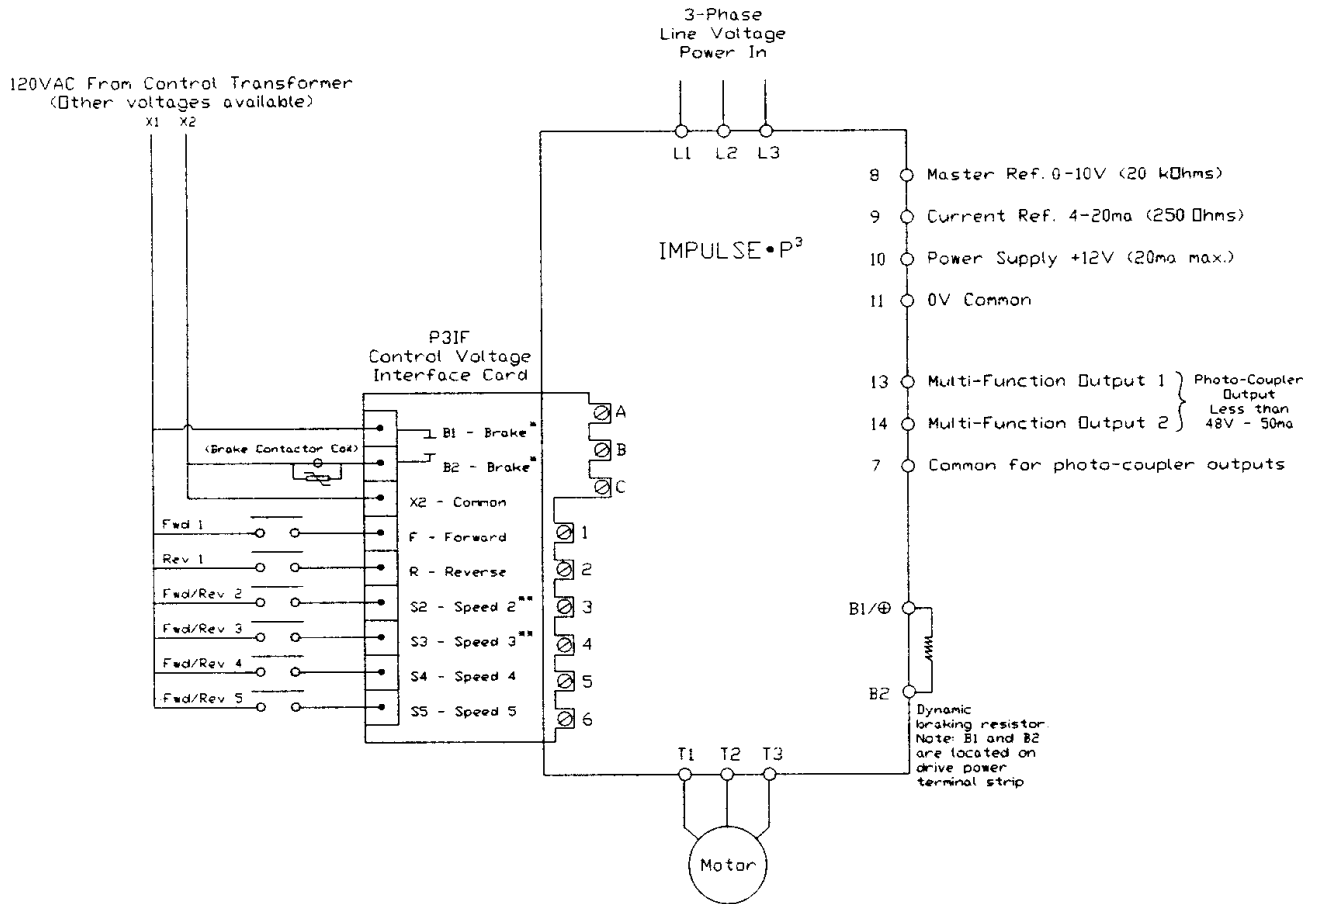 3-Phase
Line Voltage
Power In
120VAC From Control Transformer
(Other voltages available)
X1 X2
L1 L2 L3
IMPULSE•P³
8 Master Ref. 0-10V (20 kOhms)
9 Current Ref. 4-20ma (250 Ohms)
10 Power Supply +12V (20ma max.)
11 0V Common
13 Multi-Function Output 1
14 Multi-Function Output 2
Photo-Coupler
Output
Less than
48V - 50ma
7 Common for photo-coupler outputs
P3IF
Control Voltage
Interface Card
A
B1 - Brake*
(Brake Contactor Coil)
B
B2 - Brake*
C
X2 - Common
Fwd 1
F - Forward
1
Rev 1
R - Reverse
2
Fwd/Rev 2
S2 - Speed 2**
3
Fwd/Rev 3
S3 - Speed 3**
4
Fwd/Rev 4
S4 - Speed 4
5
Fwd/Rev 5
S5 - Speed 5
6
B1/⊕
B2
Dynamic
braking resistor.
Note: B1 and B2
are located on
drive power
terminal strip
T1 T2 T3
Motor